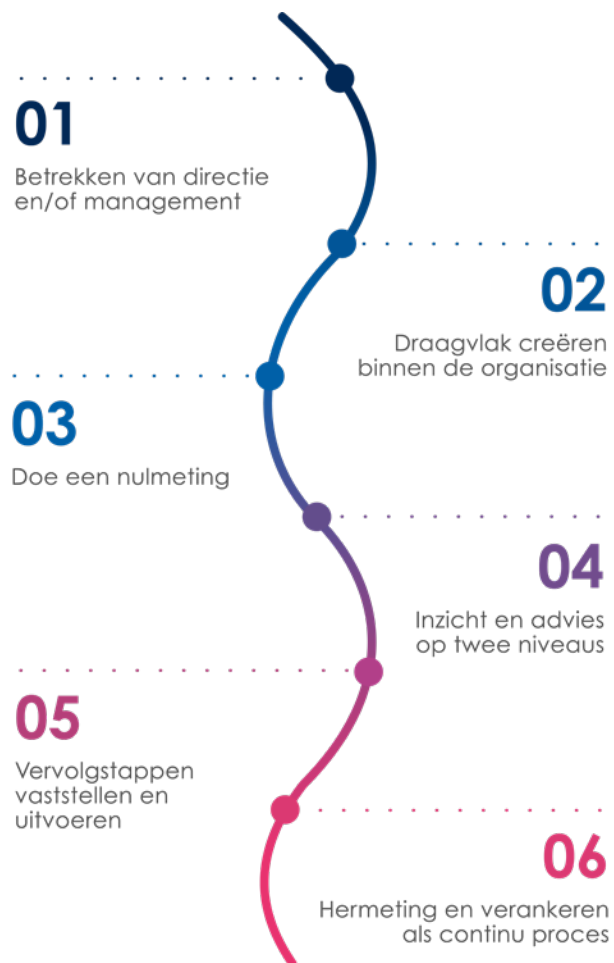 01
Betrekken van directie
en/of management
02
Draagvlak creëren
binnen de organisatie
03
Doe een nulmeting
04
Inzicht en advies
op twee niveaus
05
Vervolgstappen
vaststellen en
uitvoeren
06
Hermeting en verankeren
als continu proces